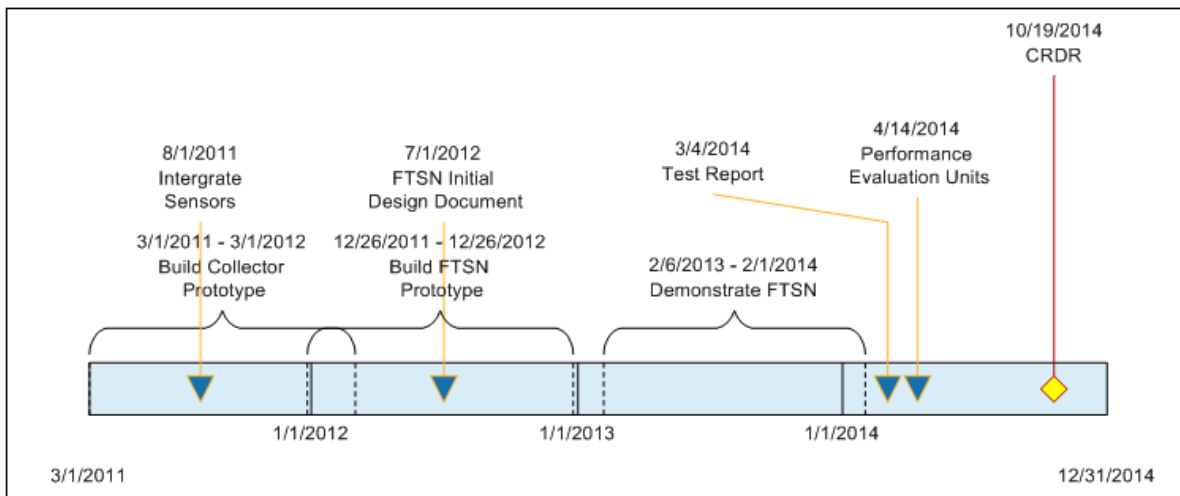 10/19/2014
CRDR
4/14/2014
Performance
Evaluation Units
3/4/2014
Test Report
8/1/2011
Intergrate
Sensors
7/1/2012
FTSN Initial
Design Document
3/1/2011 - 3/1/2012
Build Collector
Prototype
12/26/2011 - 12/26/2012
Build FTSN
Prototype
2/6/2013 - 2/1/2014
Demonstrate FTSN
1/1/2012
1/1/2013
1/1/2014
3/1/2011
12/31/2014